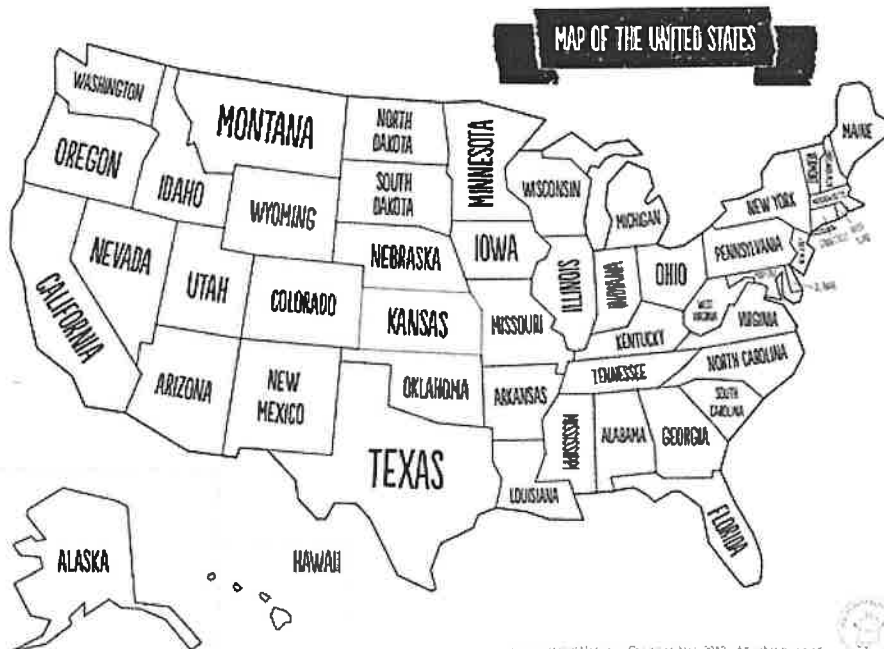 MAP OF THE UNITED STATES
WASHINGTON
MONTANA
NORTH
DAKOTA
MINNESOTA
MAINE
OREGON
IDAHO
SOUTH
DAKOTA
WISCONSIN
MICHIGAN
NEW YORK
WYOMING
NEVADA
UTAH
COLORADO
NEBRASKA
IOWA
ILLINOIS
INDIANA
OHIO
PENNSYLVANIA
CALIFORNIA
KANSAS
MISSOURI
WEST
VIRGINIA
VIRGINIA
KENTUCKY
ARIZONA
NEW
MEXICO
OKLAHOMA
ARKANSAS
TENNESSEE
NORTH CAROLINA
SOUTH
CAROLINA
TEXAS
MISSISSIPPI
ALABAMA
GEORGIA
LOUISIANA
FLORIDA
ALASKA
HAWAII